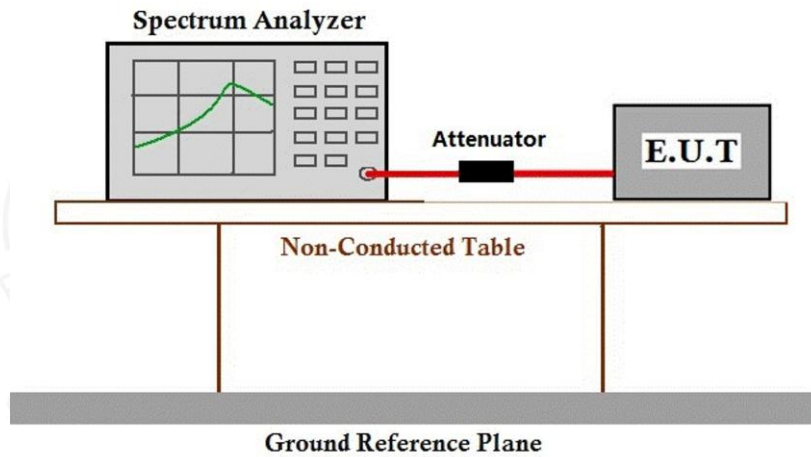 Spectrum Analyzer
Attenuator
E.U.T
Non-Conducted Table
Ground Reference Plane